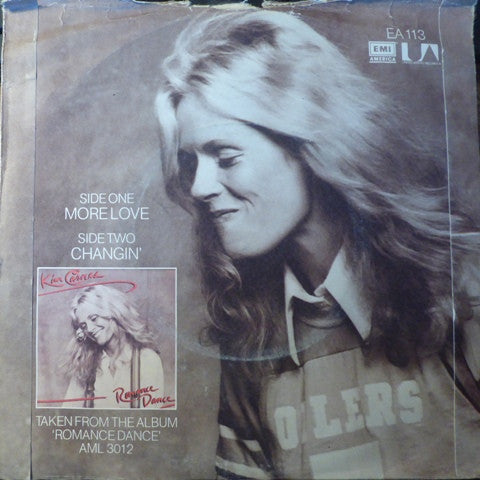 EA 113
EMI
AMERICA
UA
SIDE ONE
MORE LOVE
SIDE TWO
CHANGIN'
Kim Carnes
Romance
Dance
TAKEN FROM THE ALBUM
'ROMANCE DANCE'
AML 3012
OILERS